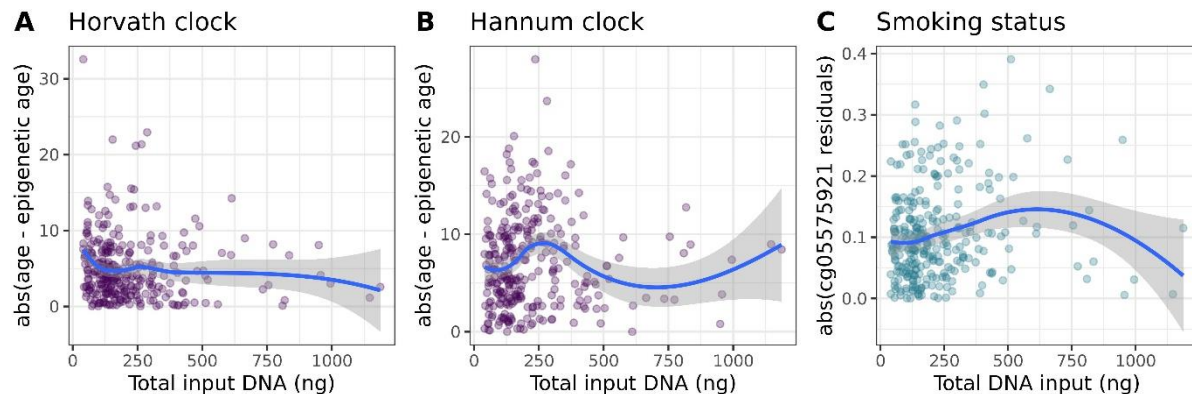 A Horvath clock
abs(age - epigenetic age)
30
20
10
0
0 250 500 750 1000
Total input DNA (ng)
B Hannum clock
abs(age - epigenetic age)
20
10
0
0 250 500 750 1000
Total input DNA (ng)
C Smoking status
abs(cg05575921 residuals)
0.4
0.3
0.2
0.1
0.0
0 250 500 750 1000
Total DNA input (ng)